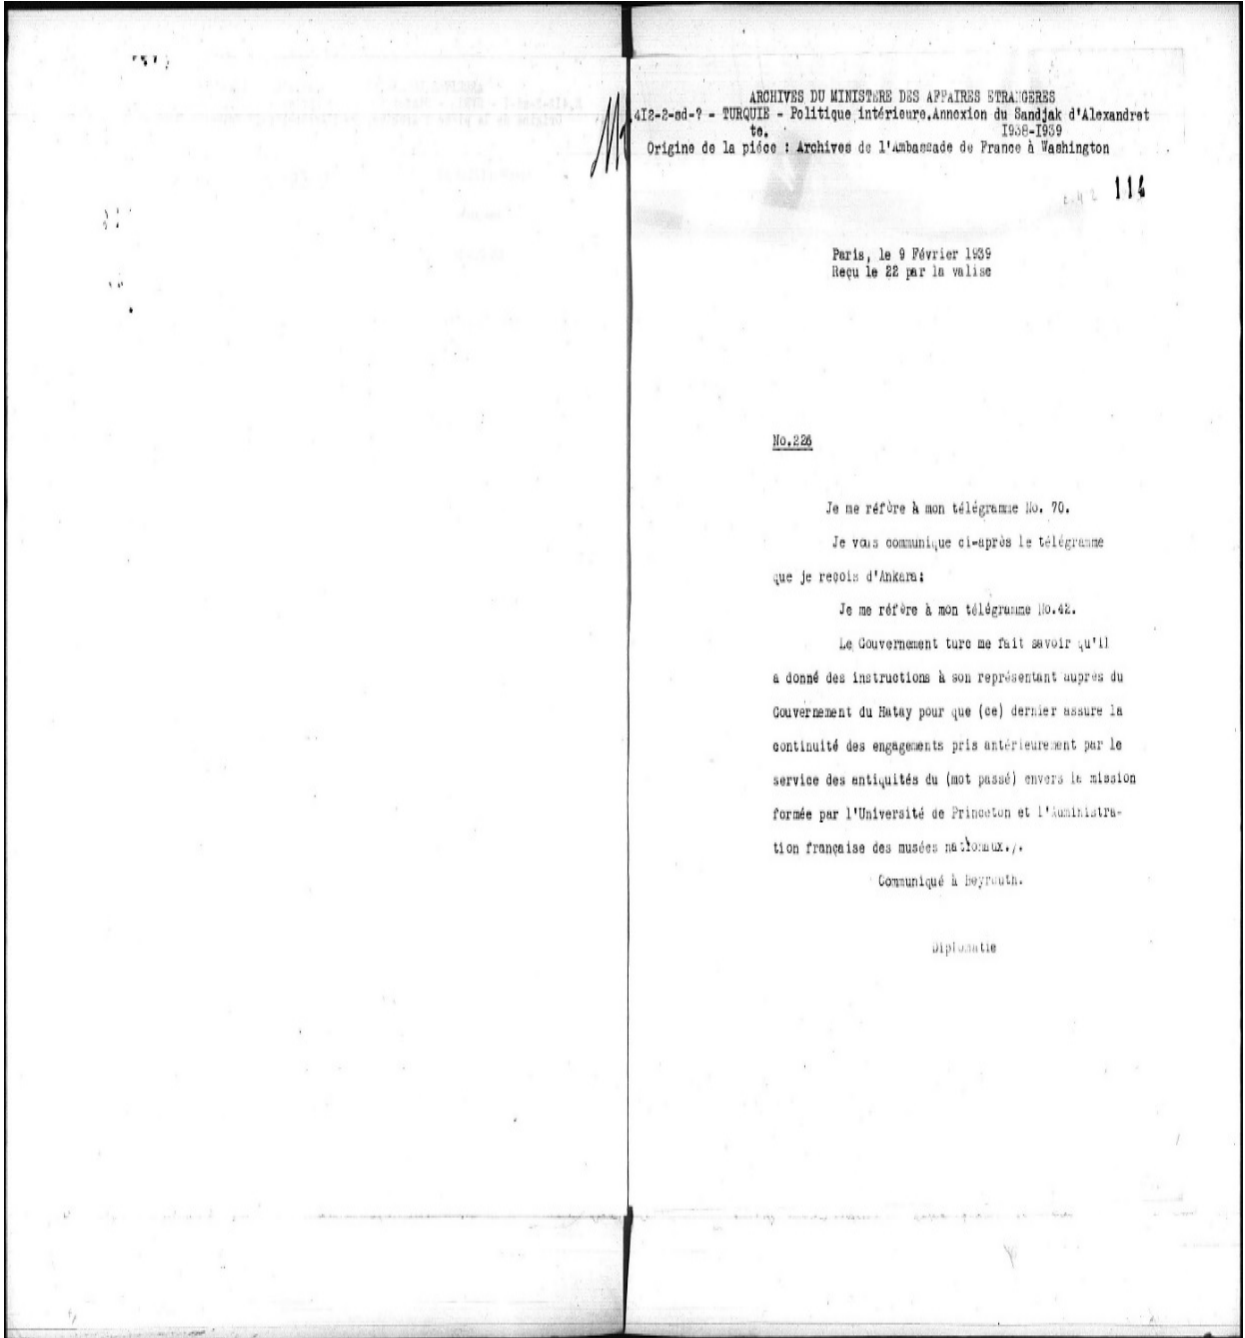 ARCHIVES DU MINISTERE DES AFFAIRES ETRANGERES
412-2-sd-? - TURQUIE - Politique intérieure.Annexion du Sandjak d'Alexandret
te. 1938-1939
Origine de la piéce : Archives de l'Ambassade de France à Washington
114
Paris, le 9 Février 1939
Reçu le 22 par la valise
No.226
Je me réfère à mon télégramme No. 70.
Je vous communique ci-après le télégramme
que je reçois d'Ankara:
Je me réfère à mon télégramme No.42.
Le Gouvernement turc me fait savoir qu'il
a donné des instructions à son représentant auprès du
Gouvernement du Hatay pour que (ce) dernier assure la
continuité des engagements pris antérieurement par le
service des antiquités du (mot passé) envers la mission
formée par l'Université de Princeton et l'Administra-
tion française des musées nationaux./.
Communiqué à Beyrouth.
Diplomatie